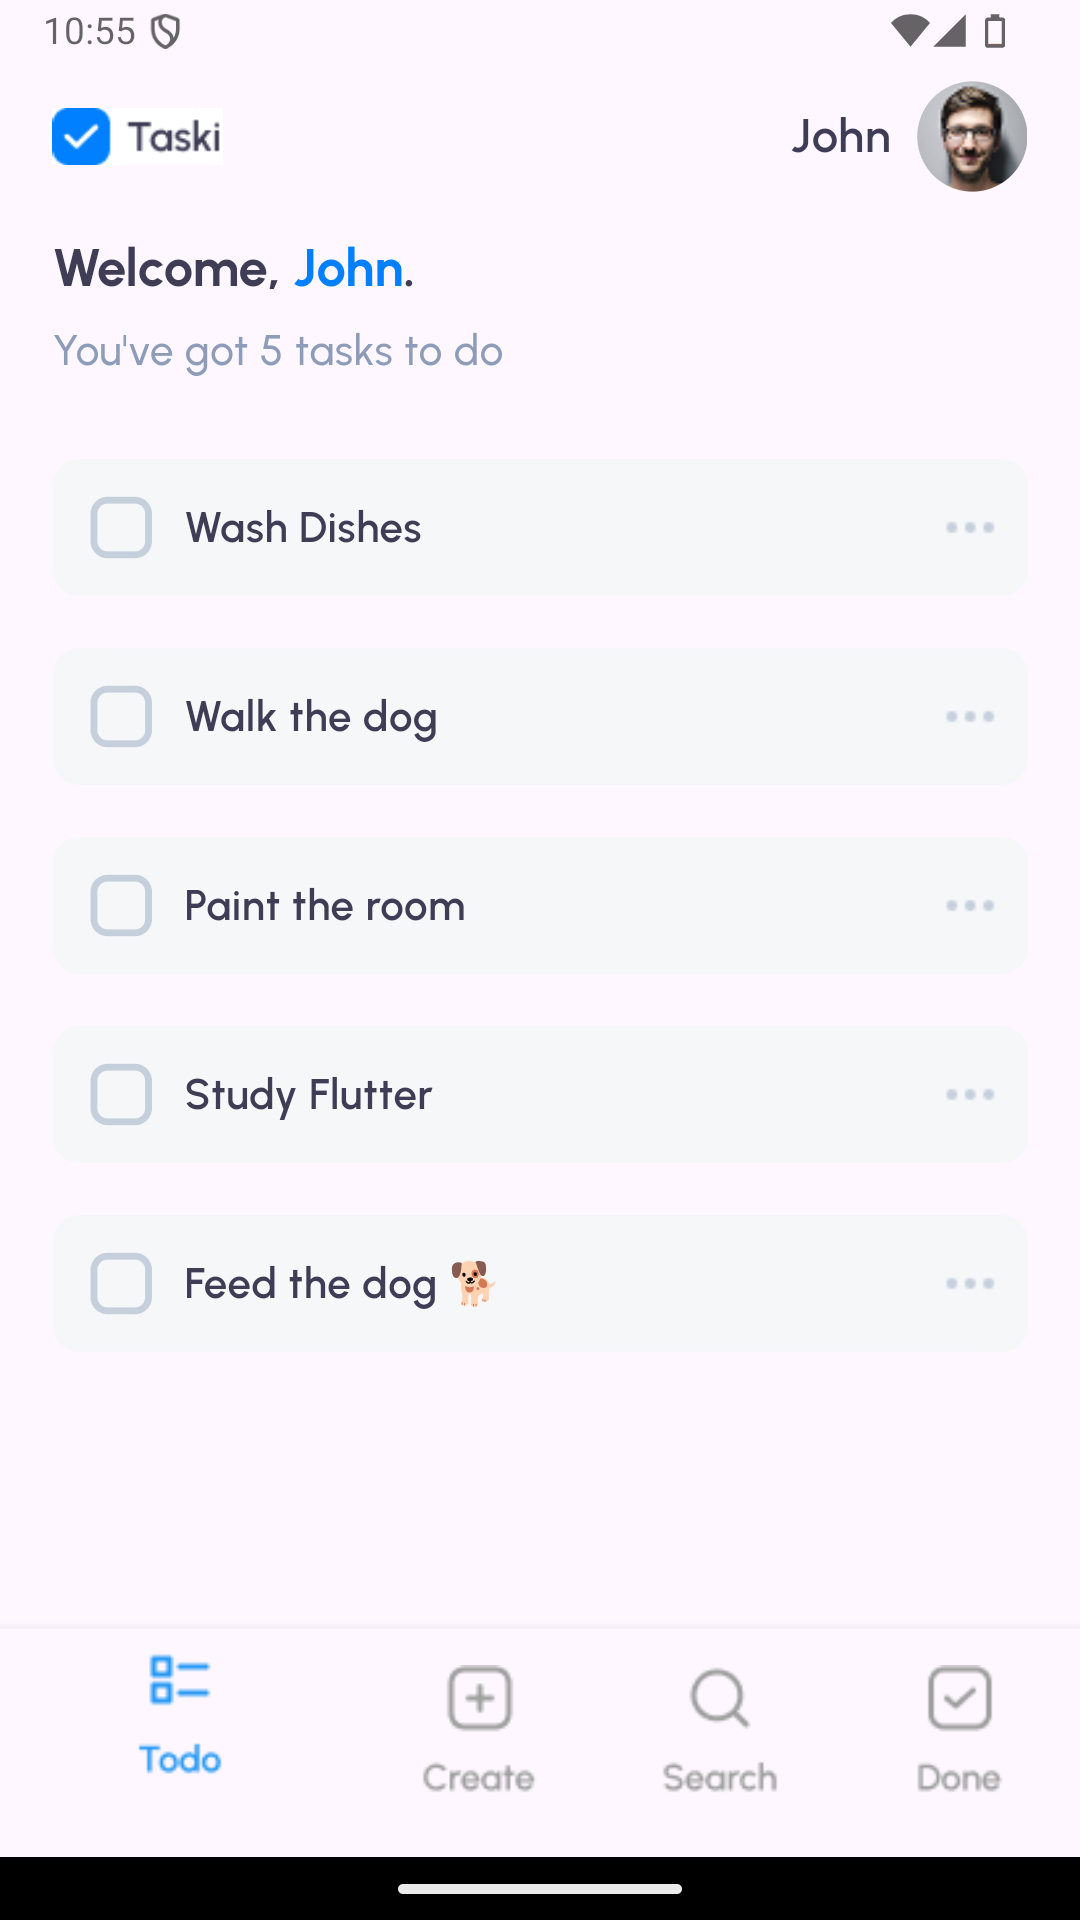 10:55
Taski
John
Welcome, John.
You've got 5 tasks to do
Wash Dishes
Walk the dog
Paint the room
Study Flutter
Feed the dog 🐕
Todo
Create
Search
Done